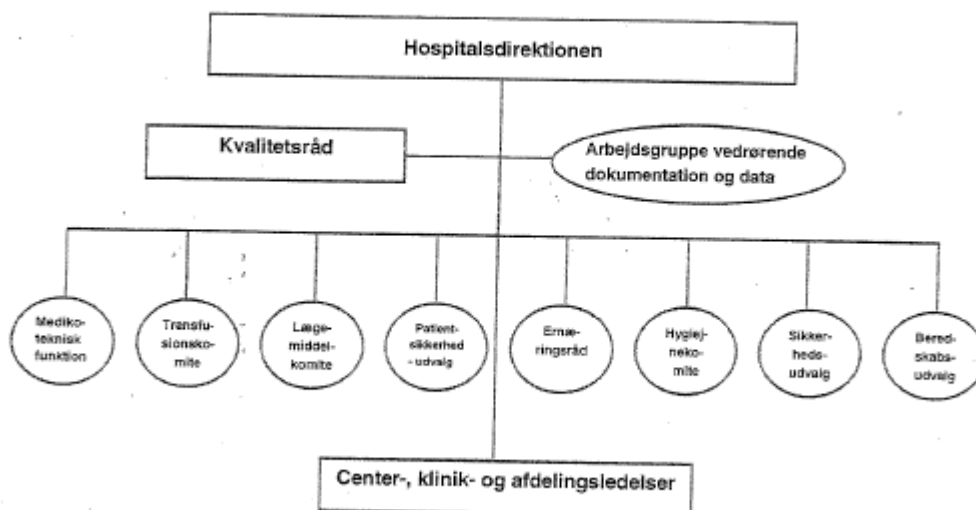 Hospitalsdirektionen
Kvalitetsråd
Arbejdsgruppe vedrørende
dokumentation og data
Mediko-
teknisk
funktion
Transfu-
sionsko-
mite
Læge-
middel-
komite
Patient-
sikkerhed
- udvalg
Ernæ-
ringsråd
Hygiej-
neko-
mite
Sikker-
heds-
udvalg
Bered-
skabs-
udvalg
Center-, klinik- og afdelingsledelser